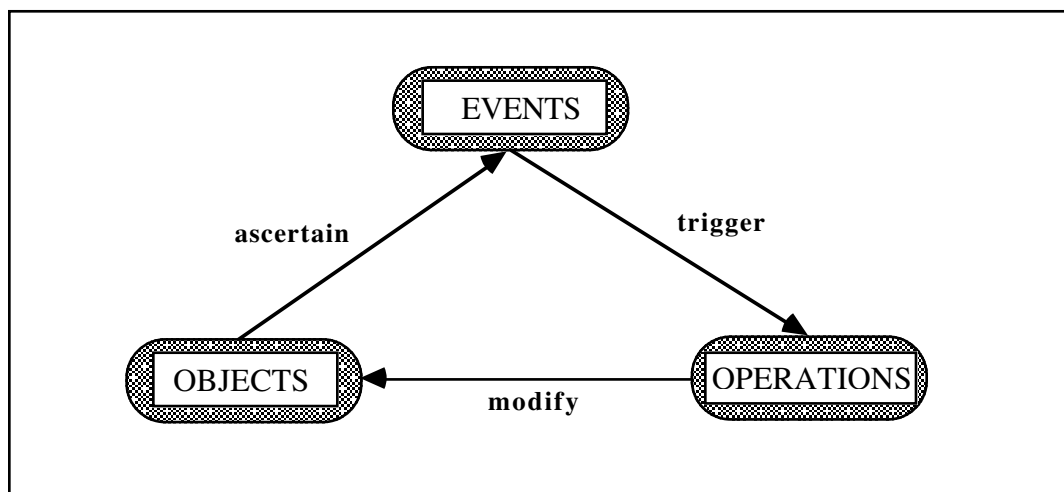 EVENTS
ascertain
trigger
OBJECTS
OPERATIONS
modify